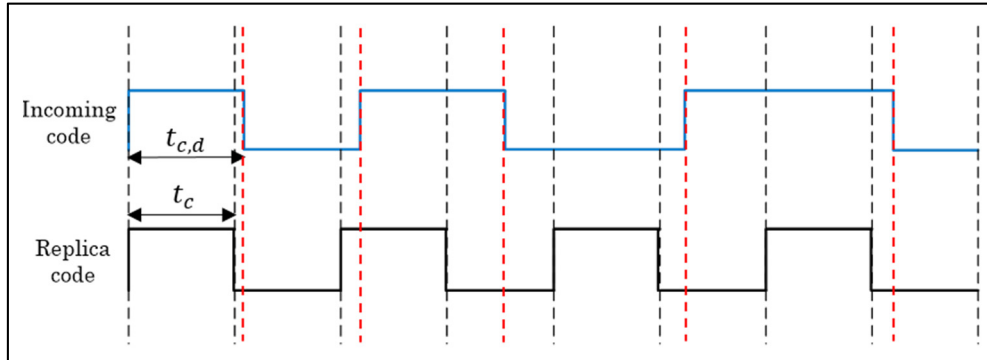 Incoming
code
t_{c,d}
t_c
Replica
code